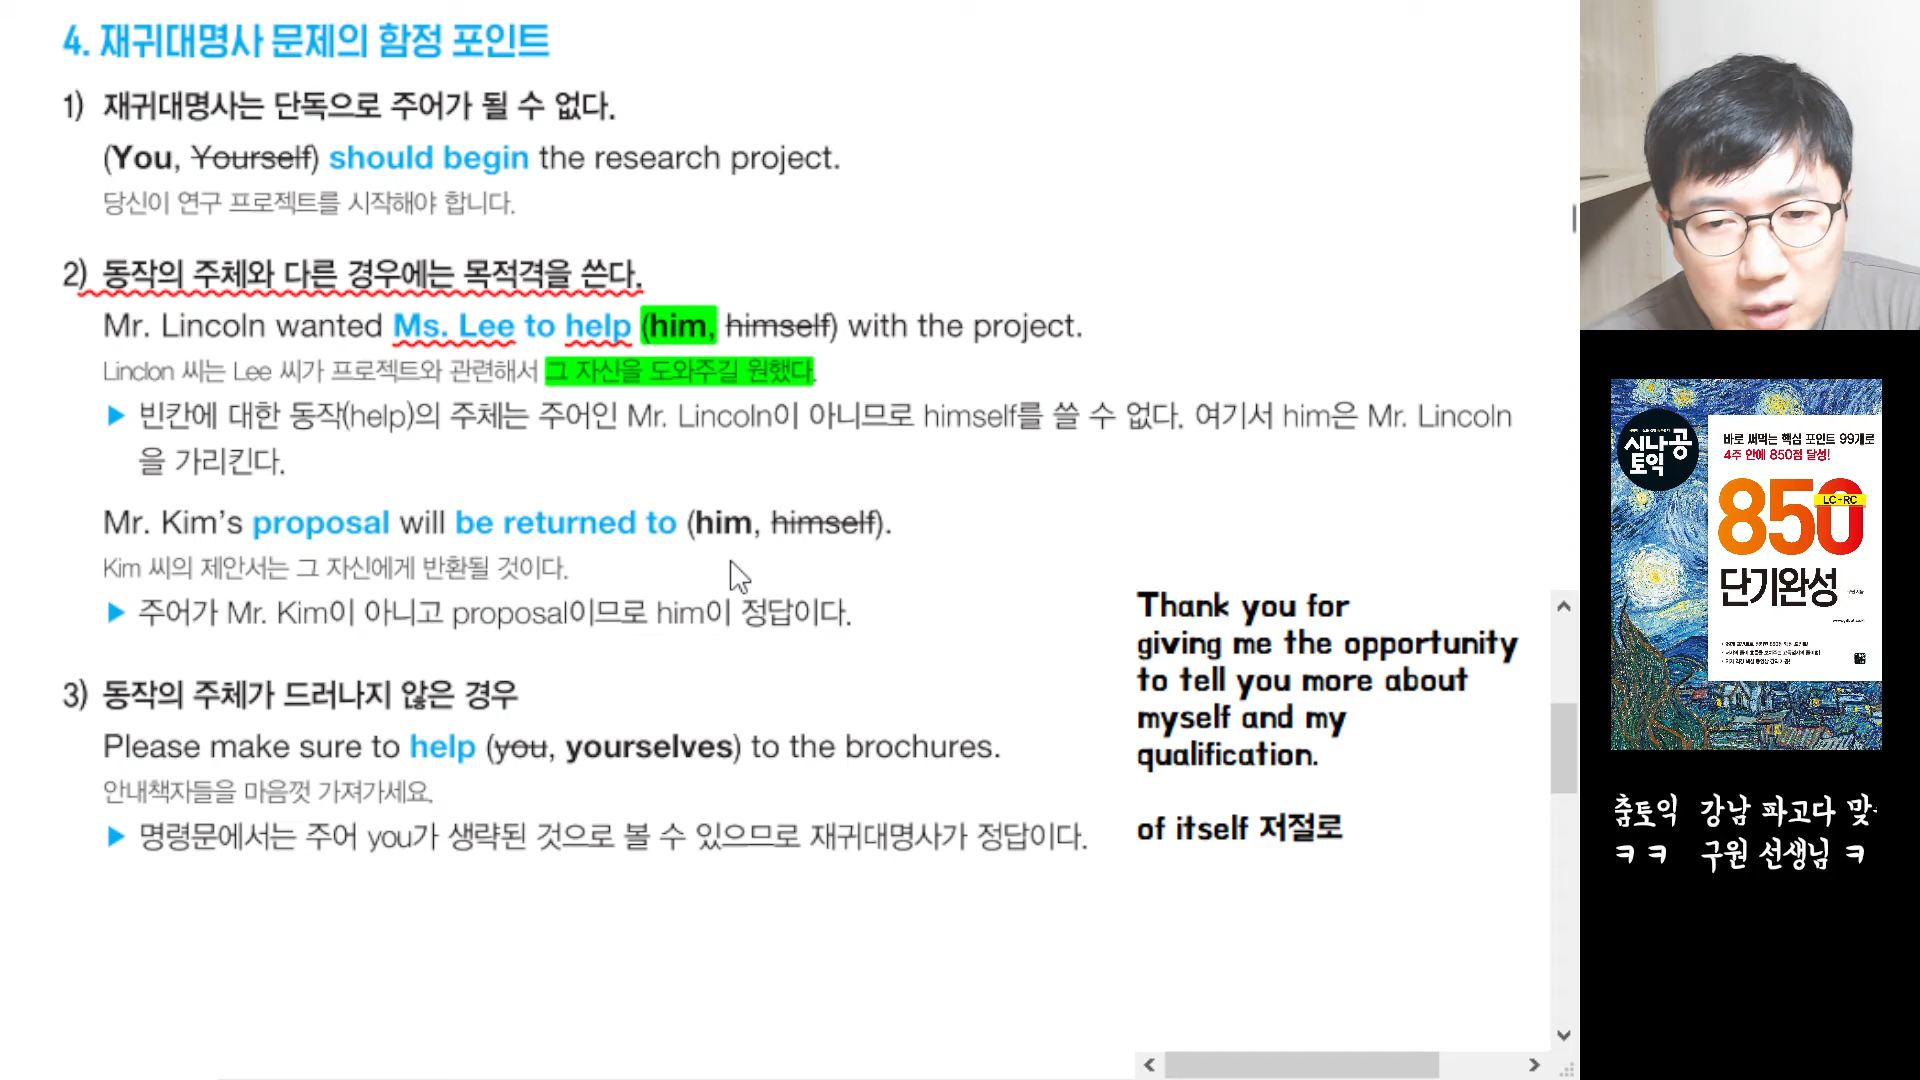 4. 재귀대명사 문제의 함정 포인트
1) 재귀대명사는 단독으로 주어가 될 수 없다.
(You, Yourself) should begin the research project.
당신이 연구 프로젝트를 시작해야 합니다.
2) 동작의 주체와 다른 경우에는 목적격을 쓴다.
Mr. Lincoln wanted Ms. Lee to help (him, himself) with the project.
Linclon 씨는 Lee 씨가 프로젝트와 관련해서 그 자신을 도와주길 원했다.
▶ 빈칸에 대한 동작(help)의 주체는 주어인 Mr. Lincoln이 아니므로 himself를 쓸 수 없다. 여기서 him은 Mr. Lincoln
을 가리킨다.
Mr. Kim's proposal will be returned to (him, himself).
Kim 씨의 제안서는 그 자신에게 반환될 것이다.
▶ 주어가 Mr. Kim이 아니고 proposal이므로 him이 정답이다.
3) 동작의 주체가 드러나지 않은 경우
Please make sure to help (you, yourselves) to the brochures.
안내책자들을 마음껏 가져가세요.
▶ 명령문에서는 주어 you가 생략된 것으로 볼 수 있으므로 재귀대명사가 정답이다.
Thank you for
giving me the opportunity
to tell you more about
myself and my
qualification.
of itself 저절로
시나공
토익
바로 써먹는 핵심 포인트 99개로
4주 안에 850점 달성!
850
LC+RC
단기완성
춤토익 강남 파고다 맞
ㅋㅋ 구원 선생님 ㅋ